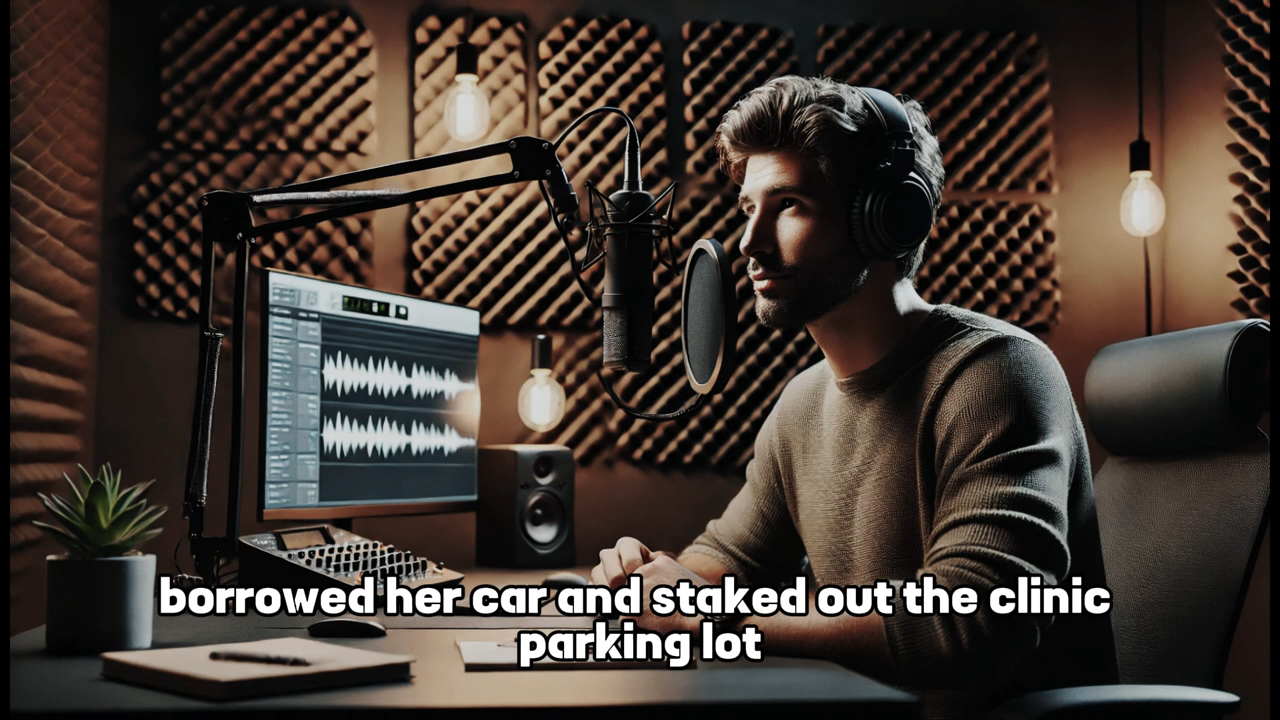 borrowed her car and staked out the clinic
parking lot